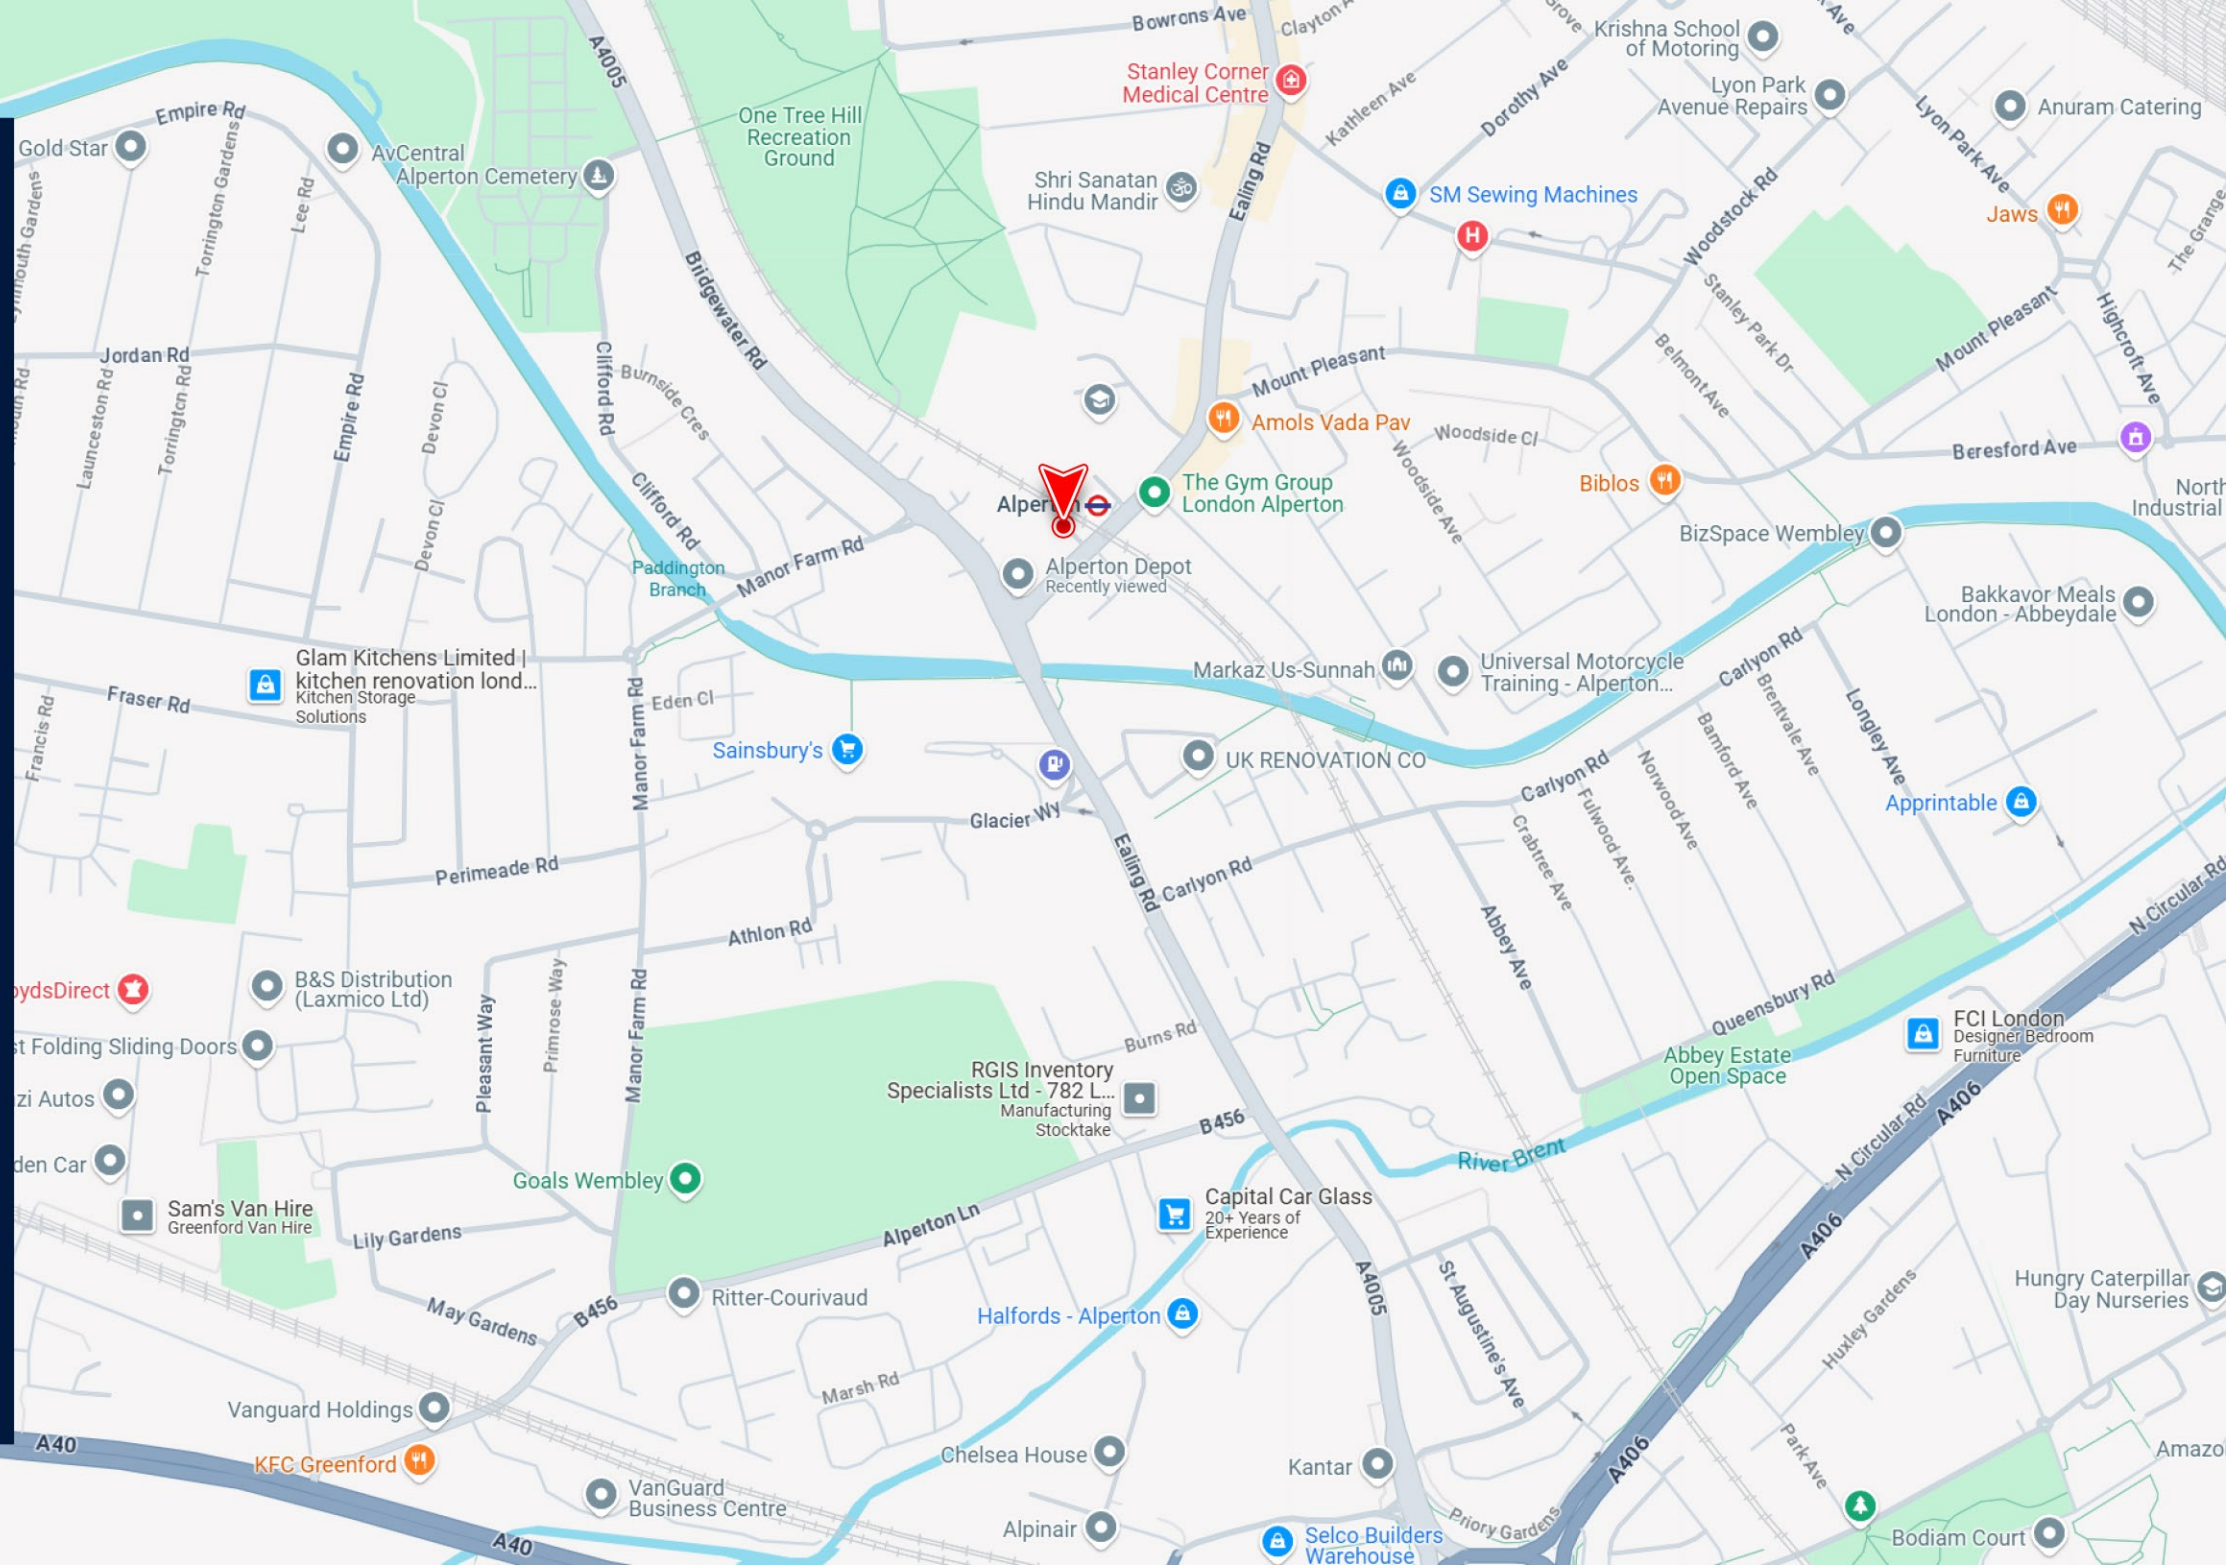 Bowrons Ave
Clayton A
Grove
k Ave
A4005
Krishna School
of Motoring
Stanley Corner
Medical Centre
Lyon Park
Avenue Repairs
Anuram Catering
Kathleen Ave
Dorothy Ave
Lyon Park Ave
Empire Rd
One Tree Hill
Recreation
Ground
Gold Star
AvCentral
Alperton Cemetery
Torrington Gardens
Lee Rd
Ealing Rd
Shri Sanatan
Hindu Mandir
SM Sewing Machines
H
Woodstock Rd
Jaws
The Grange
Bridgewater Rd
Stanley Park Dr
Mount Pleasant
Highcroft Ave
Belmont Ave
Jordan Rd
Launceston Rd
Torrington Rd
Empire Rd
Devon Cl
Clifford Rd
Burnside Cres
Mount Pleasant
Amols Vada Pav
Woodside Cl
Woodside Ave
Beresford Ave
Biblos
North
Industrial
The Gym Group
London Alperton
Alperton
Clifford Rd
Devon Cl
Manor Farm Rd
Paddington
Branch
Alperton Depot
Recently viewed
BizSpace Wembley
Bakkavor Meals
London - Abbeydale
Glam Kitchens Limited |
kitchen renovation lond...
Kitchen Storage
Solutions
Fraser Rd
Francis Rd
Eden Cl
Manor Farm Rd
Markaz Us-Sunnah
Universal Motorcycle
Training - Alperton...
Carlyon Rd
Brentvale Ave
Longley Ave
Bamford Ave
Norwood Ave
Fulwood Ave.
Crabtree Ave
Sainsbury's
UK RENOVATION CO
Carlyon Rd
Glacier Wy
Apprintable
Ealing Rd
Carlyon Rd
Perimeade Rd
Athlon Rd
Abbey Ave
N Circular Rd
oydsDirect
B&S Distribution
(Laxmico Ltd)
Primrose Way
Pleasant Way
Manor Farm Rd
Queensbury Rd
st Folding Sliding Doors
Burns Rd
FCI London
Designer Bedroom
Furniture
Abbey Estate
Open Space
RGIS Inventory
Specialists Ltd - 782 L...
Manufacturing
Stocktake
zi Autos
B456
N Circular Rd
A406
River Brent
den Car
Goals Wembley
Sam's Van Hire
Greenford Van Hire
Capital Car Glass
20+ Years of
Experience
Lily Gardens
Alperton Ln
A406
A4005
St Augustine's Ave
Hungry Caterpillar
Day Nurseries
Huxley Gardens
May Gardens
B456
Ritter-Courivaud
Halfords - Alperton
Marsh Rd
Vanguard Holdings
A40
KFC Greenford
Chelsea House
Kantar
A406
Park Ave
Amazo
VanGuard
Business Centre
Alpinair
Priory Gardens
Selco Builders
Warehouse
Bodiam Court
A40